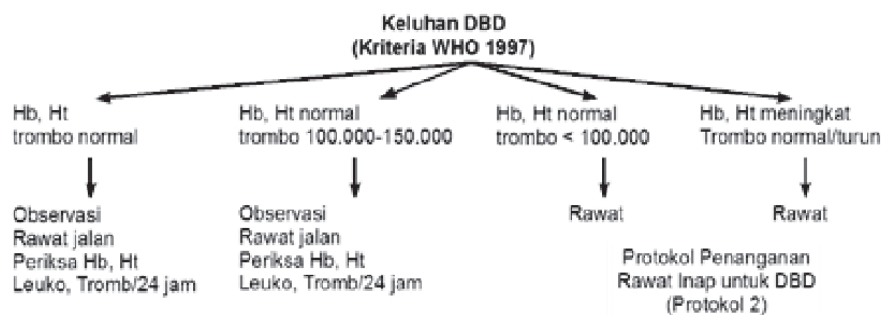 Keluhan DBD
(Kriteria WHO 1997)
Hb, Ht
trombo normal
Hb, Ht normal
trombo 100.000-150.000
Hb, Ht normal
trombo < 100.000
Hb, Ht meningkat
Trombo normal/turun
Observasi
Rawat jalan
Periksa Hb, Ht
Leuko, Tromb/24 jam
Observasi
Rawat jalan
Periksa Hb, Ht
Leuko, Tromb/24 jam
Rawat
Rawat
Protokol Penanganan
Rawat Inap untuk DBD
(Protokol 2)